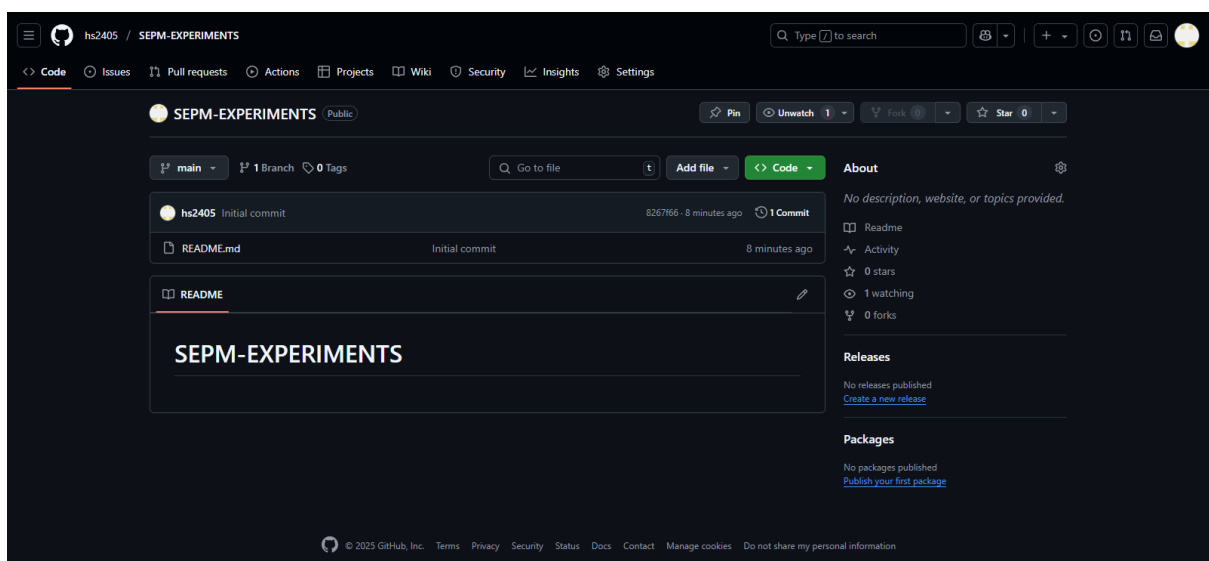 hs2405 / SEPM-EXPERIMENTS
Type / to search
Code Issues Pull requests Actions Projects Wiki Security Insights Settings
SEPM-EXPERIMENTS Public
Pin Unwatch 1 Fork 0 Star 0
main 1 Branch 0 Tags
Go to file t Add file Code
hs2405 Initial commit 8267f66 · 8 minutes ago 1 Commit
README.md Initial commit 8 minutes ago
README
SEPM-EXPERIMENTS
About
No description, website, or topics provided.
Readme
Activity
0 stars
1 watching
0 forks
Releases
No releases published
Create a new release
Packages
No packages published
Publish your first package
© 2025 GitHub, Inc. Terms Privacy Security Status Docs Contact Manage cookies Do not share my personal information